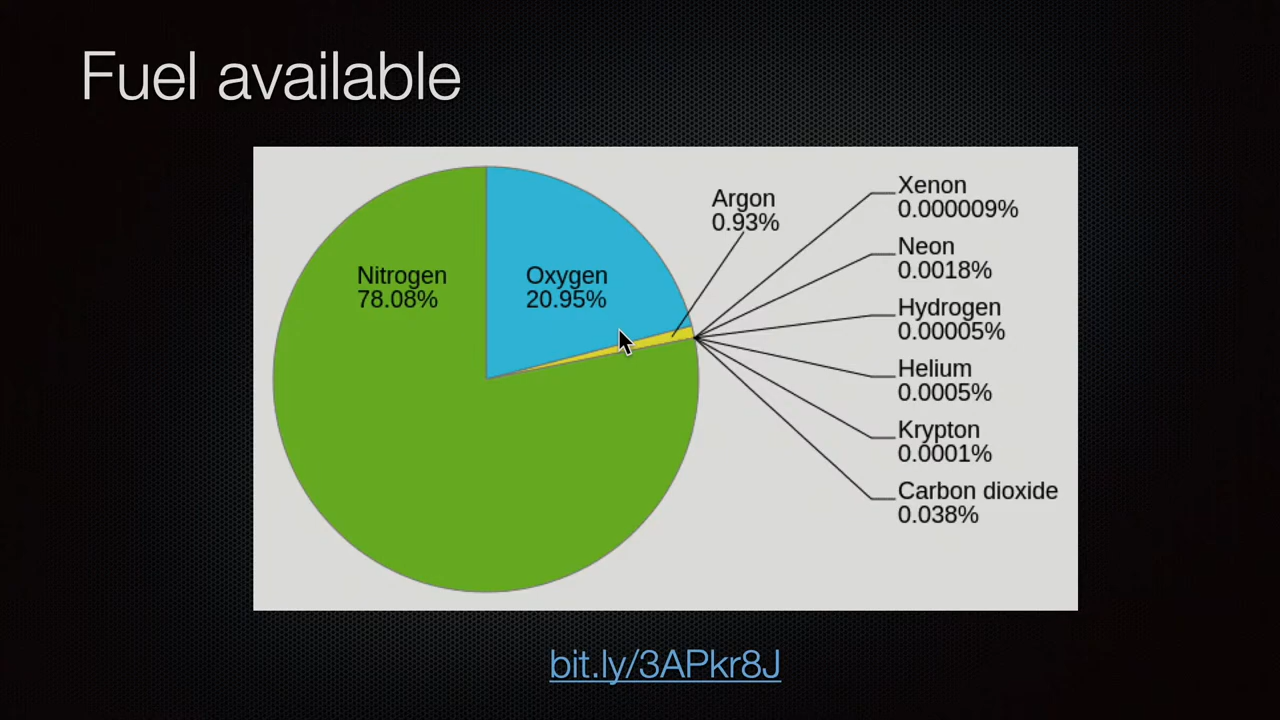 Fuel available
Nitrogen
78.08%
Oxygen
20.95%
Argon
0.93%
Xenon
0.000009%
Neon
0.0018%
Hydrogen
0.00005%
Helium
0.0005%
Krypton
0.0001%
Carbon dioxide
0.038%
bit.ly/3APkr8J